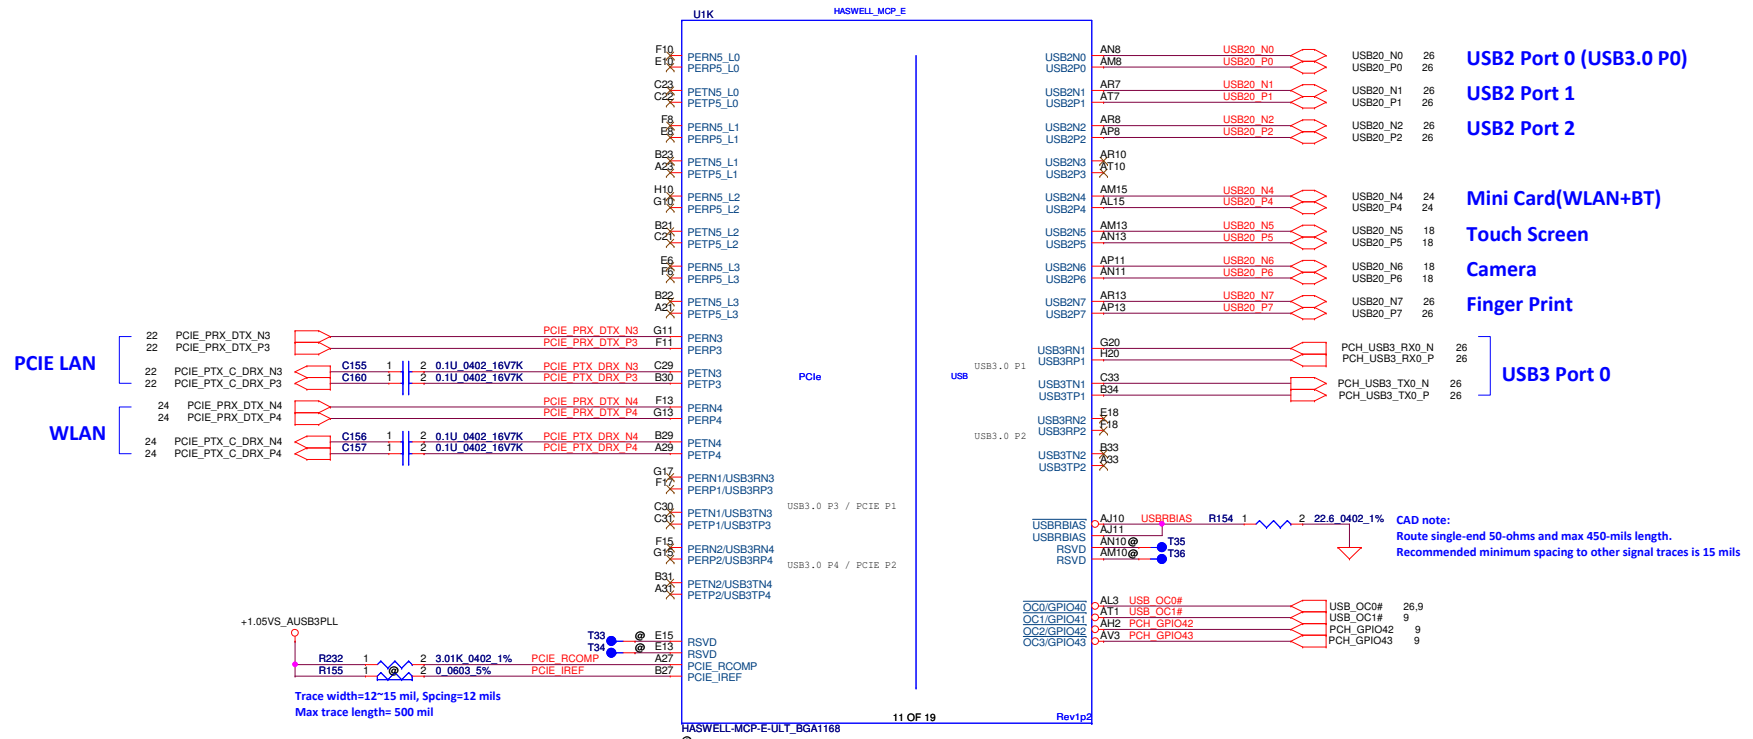 U1K
HASWELL_MCP_E
F10 PERN5_L0
E10 PERP5_L0
C23 PETN5_L0
C22 PETP5_L0
F8 PERN5_L1
E8 PERP5_L1
B23 PETN5_L1
A23 PETP5_L1
H10 PERN5_L2
G10 PERP5_L2
B21 PETN5_L2
C21 PETP5_L2
E6 PERN5_L3
F6 PERP5_L3
B22 PETN5_L3
A21 PETP5_L3
PCIE LAN
22 PCIE_PRX_DTX_N3 PCIE_PRX_DTX_N3 G11 PERN3
22 PCIE_PRX_DTX_P3 PCIE_PRX_DTX_P3 F11 PERP3
22 PCIE_PTX_C_DRX_N3 C155 1 2 0.1U_0402_16V7K PCIE_PTX_DRX_N3 C29 PETN3
22 PCIE_PTX_C_DRX_P3 C160 1 2 0.1U_0402_16V7K PCIE_PTX_DRX_P3 B30 PETP3
WLAN
24 PCIE_PRX_DTX_N4 PCIE_PRX_DTX_N4 F13 PERN4
24 PCIE_PRX_DTX_P4 PCIE_PRX_DTX_P4 G13 PERP4
24 PCIE_PTX_C_DRX_N4 C156 1 2 0.1U_0402_16V7K PCIE_PTX_DRX_N4 B29 PETN4
24 PCIE_PTX_C_DRX_P4 C157 1 2 0.1U_0402_16V7K PCIE_PTX_DRX_P4 A29 PETP4
G17 PERN1/USB3RN3
F17 PERP1/USB3RP3
USB3.0 P3 / PCIE P1
C30 PETN1/USB3TN3
C31 PETP1/USB3TP3
F15 PERN2/USB3RN4
G15 PERP2/USB3RP4
USB3.0 P4 / PCIE P2
B31 PETN2/USB3TN4
A31 PETP2/USB3TP4
+1.05VS_AUSB3PLL
T33 @ E15 RSVD
T34 @ E13 RSVD
R232 1 2 3.01K_0402_1% PCIE_RCOMP A27 PCIE_RCOMP
R155 1 @ 2 0_0603_5% PCIE_IREF B27 PCIE_IREF
Trace width=12~15 mil, Spcing=12 mils
Max trace length= 500 mil
PCIe
USB
USB2N0 AN8 USB20_N0 USB20_N0 26
USB2P0 AM8 USB20_P0 USB20_P0 26
USB2 Port 0 (USB3.0 P0)
USB2N1 AR7 USB20_N1 USB20_N1 26
USB2P1 AT7 USB20_P1 USB20_P1 26
USB2 Port 1
USB2N2 AR8 USB20_N2 USB20_N2 26
USB2P2 AP8 USB20_P2 USB20_P2 26
USB2 Port 2
USB2N3 AR10
USB2P3 AT10
USB2N4 AM15 USB20_N4 USB20_N4 24
USB2P4 AL15 USB20_P4 USB20_P4 24
Mini Card(WLAN+BT)
USB2N5 AM13 USB20_N5 USB20_N5 18
USB2P5 AN13 USB20_P5 USB20_P5 18
Touch Screen
USB2N6 AP11 USB20_N6 USB20_N6 18
USB2P6 AN11 USB20_P6 USB20_P6 18
Camera
USB2N7 AR13 USB20_N7 USB20_N7 26
USB2P7 AP13 USB20_P7 USB20_P7 26
Finger Print
USB3RN1 G20 PCH_USB3_RX0_N 26
USB3RP1 H20 PCH_USB3_RX0_P 26
USB3.0 P1
USB3TN1 C33 PCH_USB3_TX0_N 26
USB3TP1 B34 PCH_USB3_TX0_P 26
USB3 Port 0
USB3RN2 E18
USB3RP2 F18
USB3.0 P2
USB3TN2 B33
USB3TP2 A33
USBRBIAS AJ10 USBRBIAS R154 1 2 22.6_0402_1%
USBRBIAS AJ11
RSVD AN10 @ T35
RSVD AM10 @ T36
CAD note:
Route single-end 50-ohms and max 450-mils length.
Recommended minimum spacing to other signal traces is 15 mils
OC0/GPIO40 AL3 USB_OC0# USB_OC0# 26,9
OC1/GPIO41 AT1 USB_OC1# USB_OC1# 9
OC2/GPIO42 AH2 PCH_GPIO42 PCH_GPIO42 9
OC3/GPIO43 AV3 PCH_GPIO43 PCH_GPIO43 9
11 OF 19
Rev1p2
HASWELL-MCP-E-ULT_BGA1168